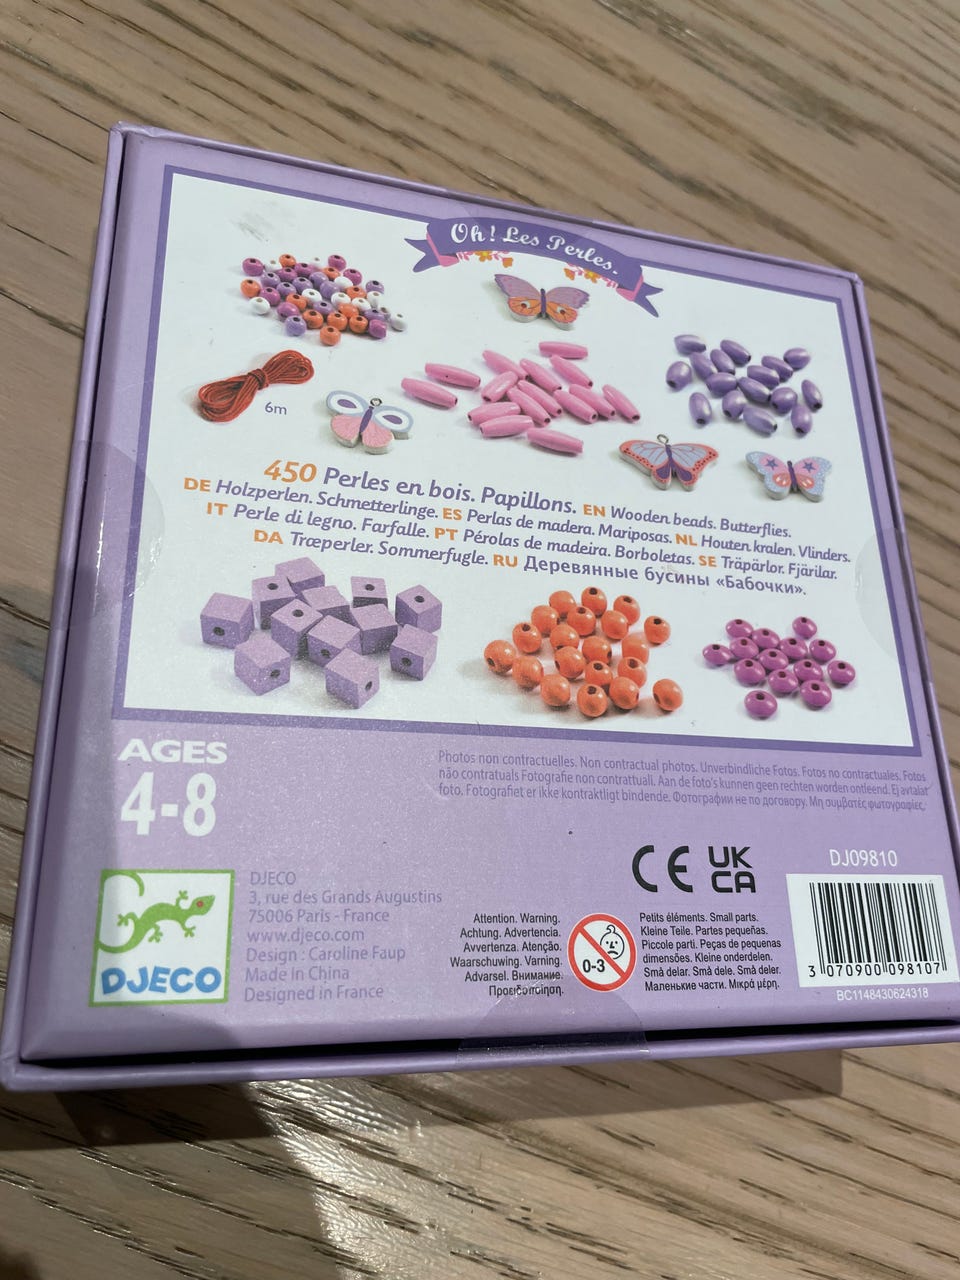 Oh! Les Perles.
6m
450 Perles en bois. Papillons. EN Wooden beads. Butterflies.
DE Holzperlen. Schmetterlinge. ES Perlas de madera. Mariposas. NL Houten kralen. Vlinders.
IT Perle di legno. Farfalle. PT Pérolas de madeira. Borboletas. SE Träpärlor. Fjärilar.
DA Træperler. Sommerfugle. RU Деревянные бусины «Бабочки».
AGES
4-8
Photos non contractuelles. Non contractual photos. Unverbindliche Fotos. Fotos no contractuales. Fotos
não contratuals Fotografie non contrattuali. Aan de foto's kunnen geen rechten worden ontleend. Ej avtalat
foto. Fotografiet er ikke kontraktligt bindende. Фотографии не по договору. Μη συμβατές φωτογραφίες.
DJECO
DJECO
3, rue des Grands Augustins
75006 Paris - France
www.djeco.com
Design : Caroline Faup
Made in China
Designed in France
Attention. Warning.
Achtung. Advertencia.
Avvertenza. Atenção.
Waarschuwing. Varning.
Advarsel. Внимание.
Προειδοποίηση.
0-3
Petits éléments. Small parts.
Kleine Teile. Partes pequeñas.
Piccole parti. Peças de pequenas
dimensões. Kleine onderdelen.
Små delar. Små dele. Små deler.
Маленькие части. Μικρά μέρη.
CE
UK
CA
DJ09810
3 070900 098107
BC1148430624318